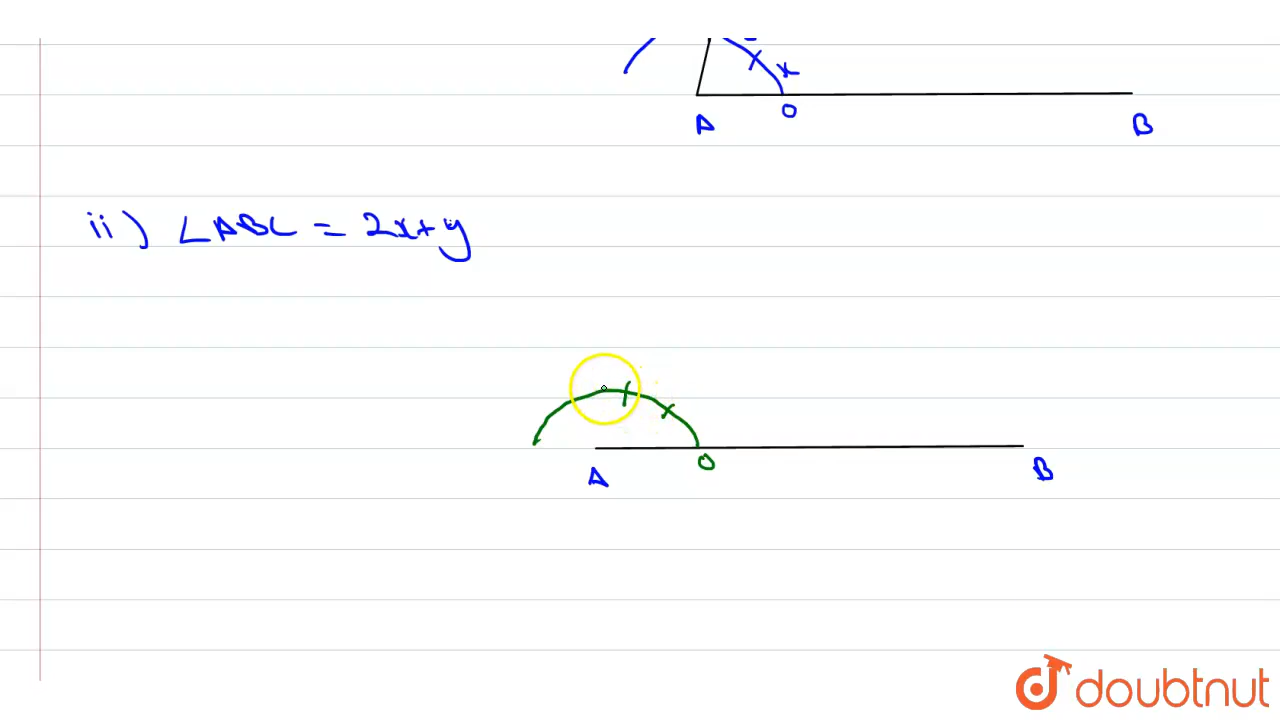 x
A O B
ii) ∠ABC = 2x+y
A O B
doubtnut